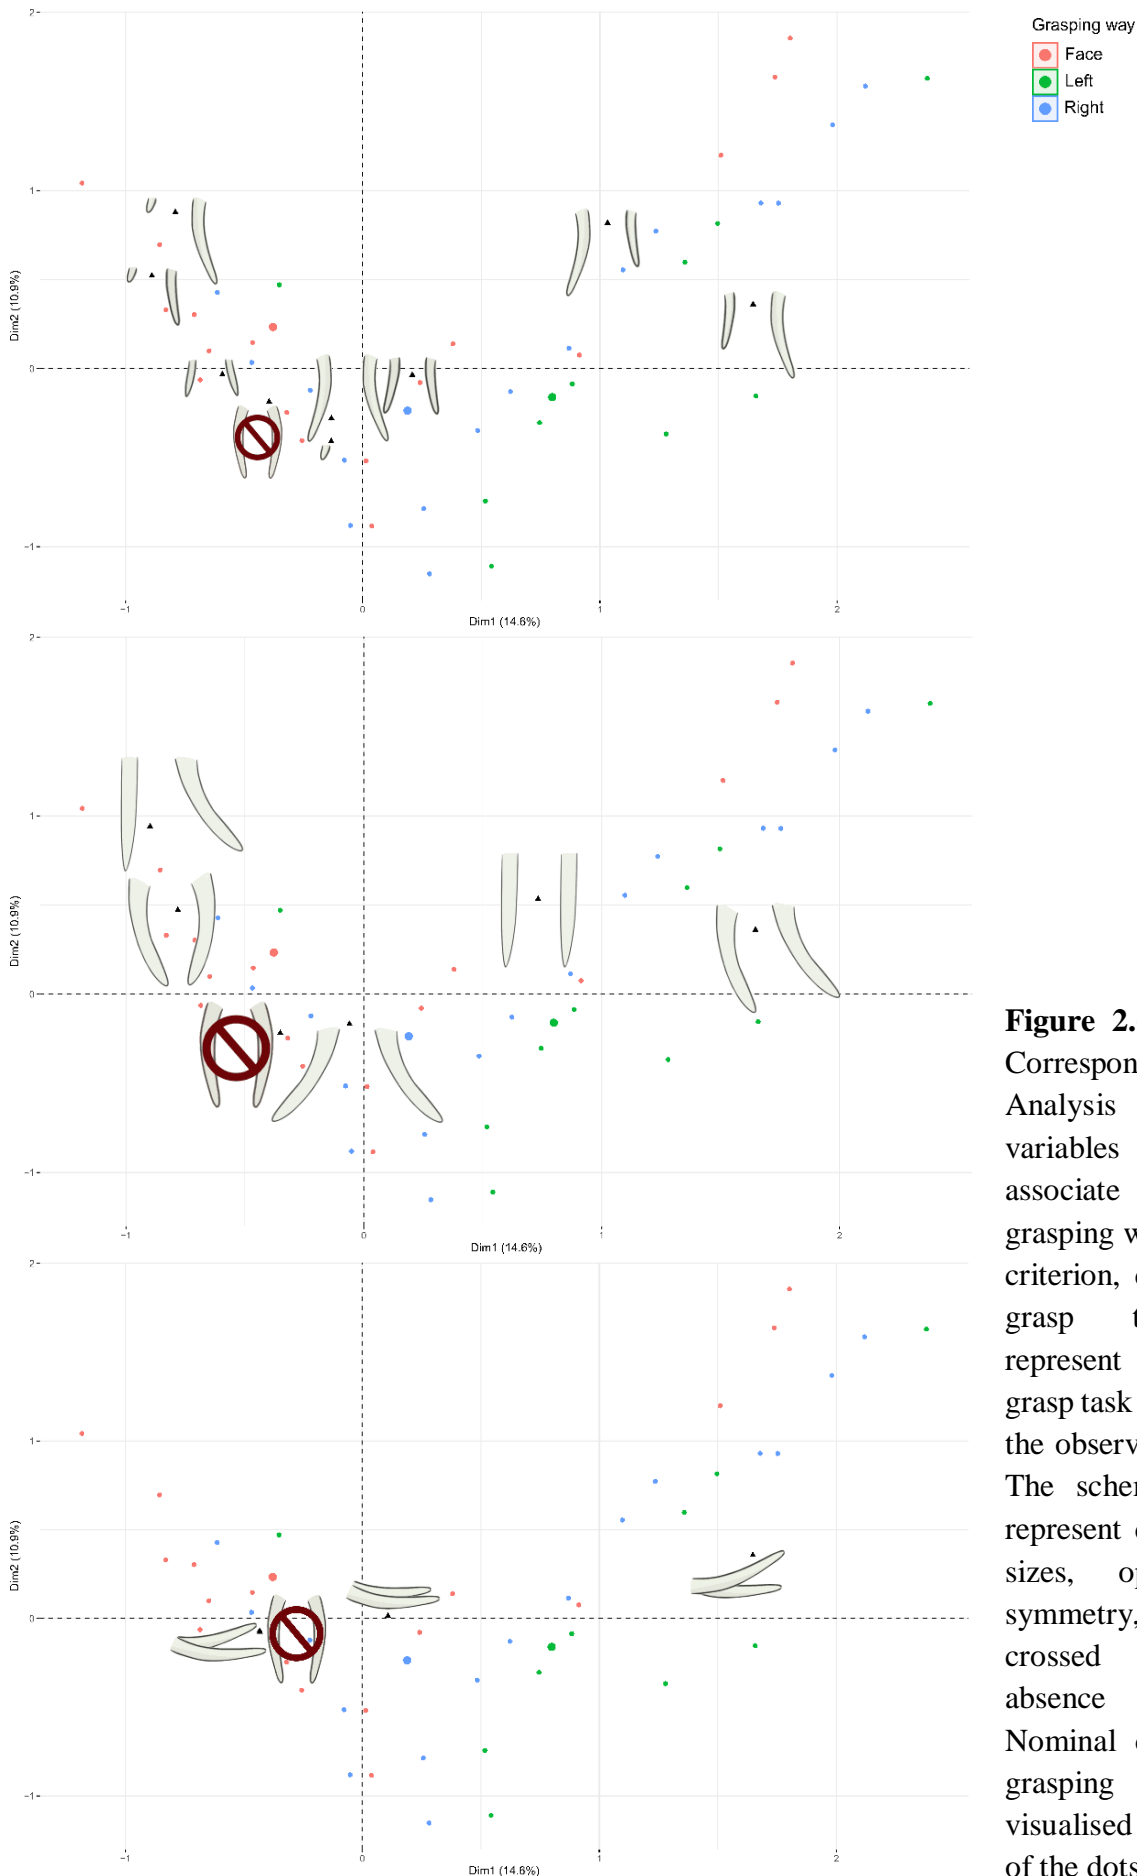 Grasping way
Face
Left
Right
2
1
0
-1
Dim2 (10.9%)
-1
0
1
2
Dim1 (14.6%)
2
1
0
-1
Dim2 (10.9%)
-1
0
1
2
Dim1 (14.6%)
2
1
0
-1
Dim2 (10.9%)
-1
0
1
2
Dim1 (14.6%)
Figure 2.
Correspon
Analysis
variables
associate
grasping w
criterion,
grasp t
represent
grasp task
the observ
The scher
represent
sizes, op
symmetry,
crossed
absence
Nominal
grasping
visualised
of the dots